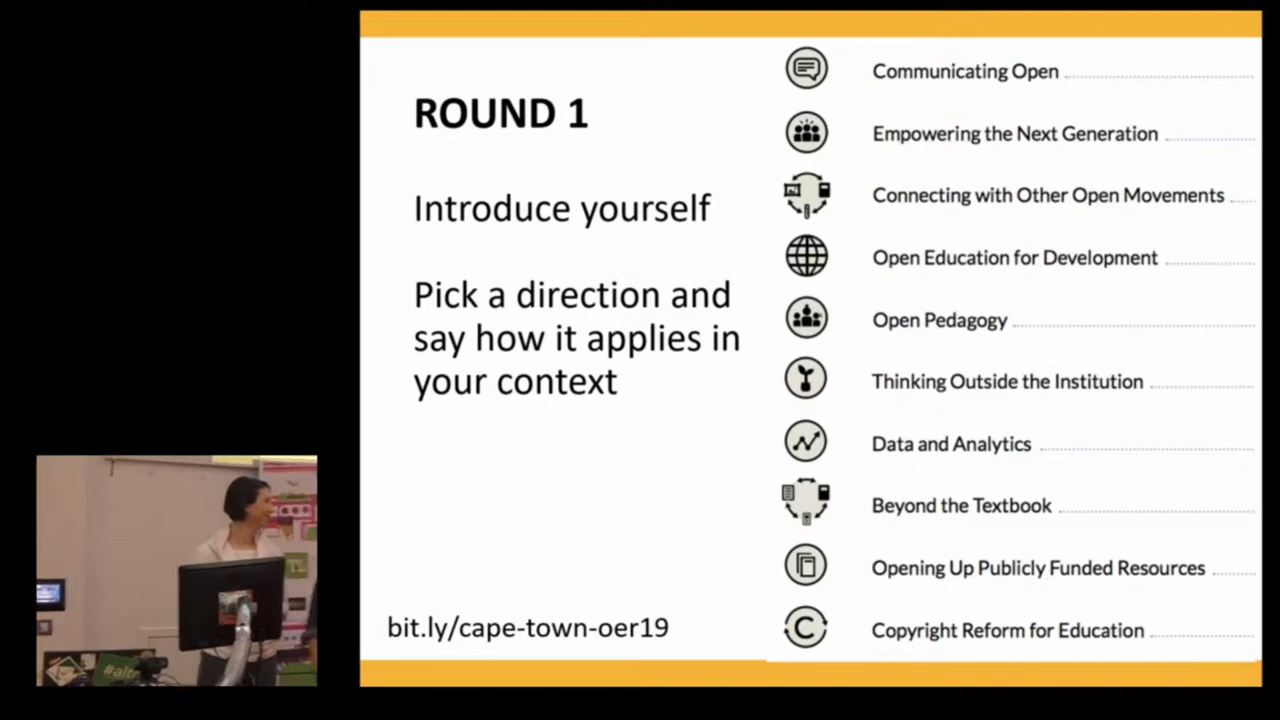 ROUND 1
Introduce yourself
Pick a direction and
say how it applies in
your context
bit.ly/cape-town-oer19
Communicating Open
Empowering the Next Generation
Connecting with Other Open Movements
Open Education for Development
Open Pedagogy
Thinking Outside the Institution
Data and Analytics
Beyond the Textbook
Opening Up Publicly Funded Resources
Copyright Reform for Education